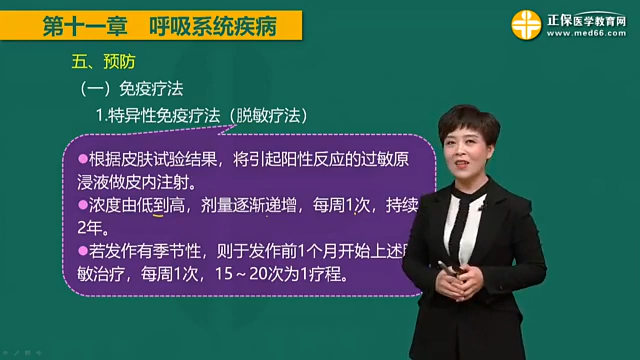 第十一章 呼吸系统疾病
正保医学教育网
www.med66.com
五、预防
（一）免疫疗法
1.特异性免疫疗法（脱敏疗法）
●根据皮肤试验结果，将引起阳性反应的过敏原
浸液做皮内注射。
●浓度由低到高，剂量逐渐递增，每周1次，持续
2年。
●若发作有季节性，则于发作前1个月开始上述
敏治疗，每周1次，15～20次为1疗程。